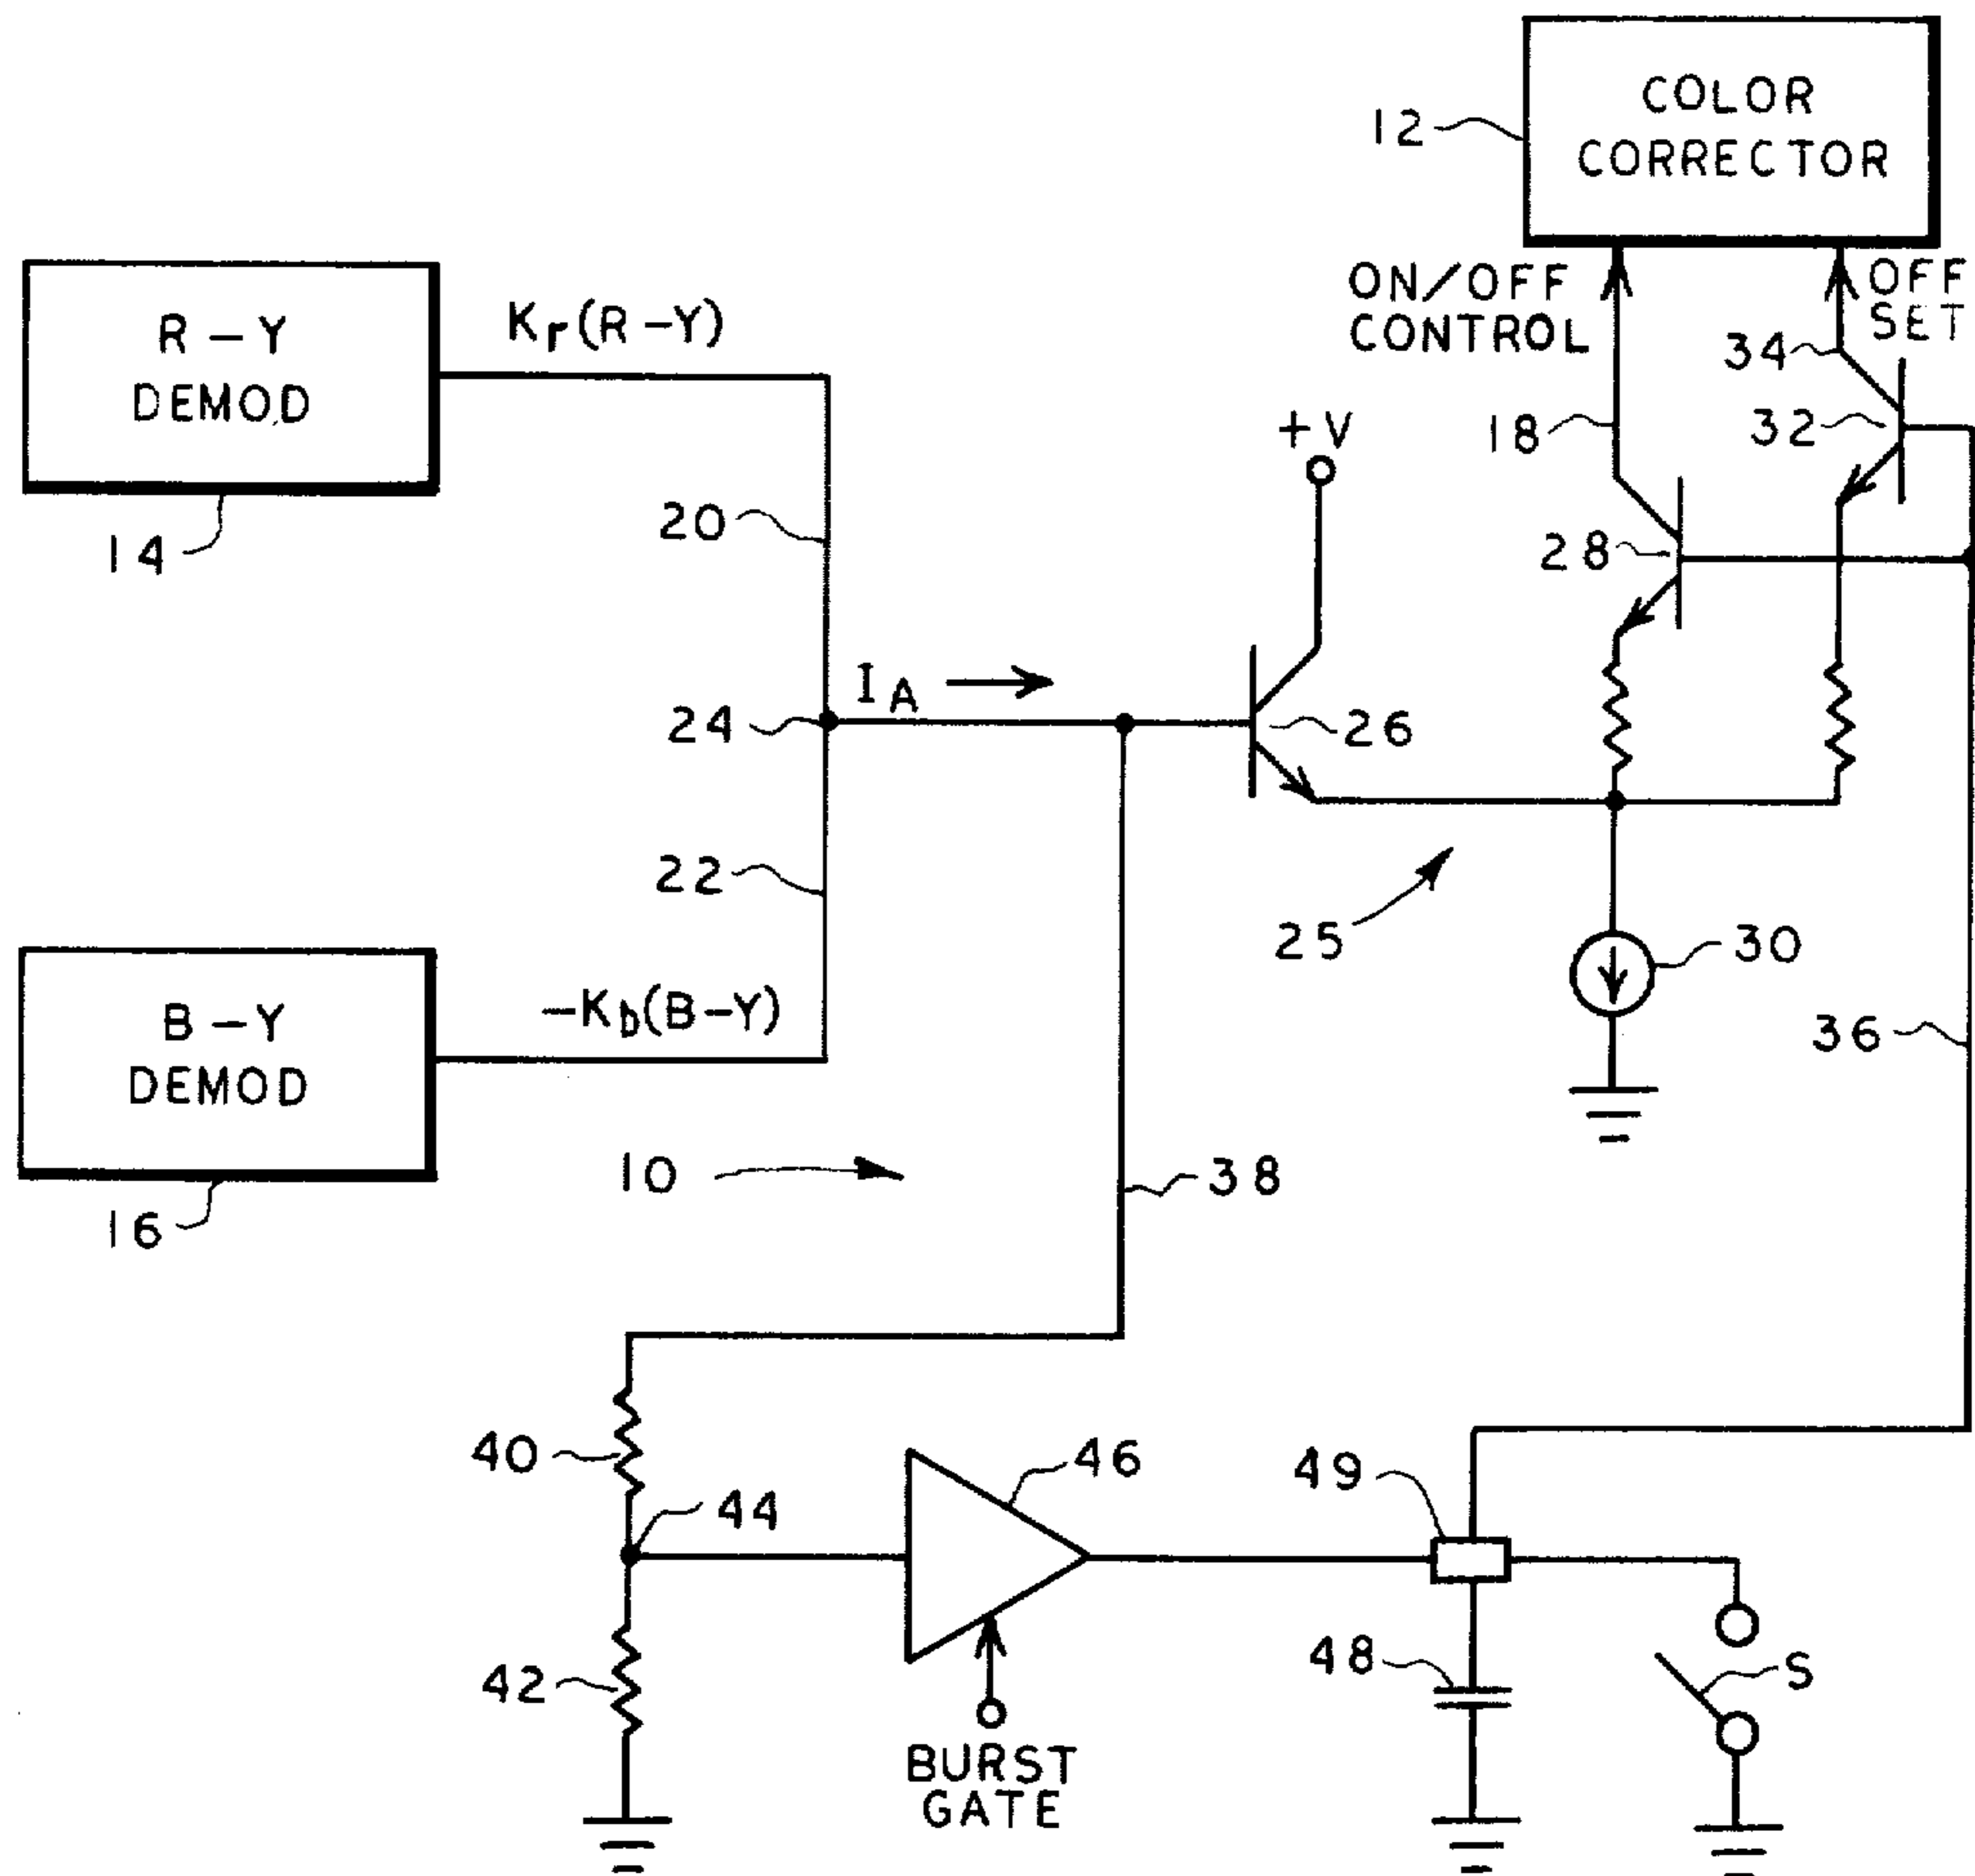 COLOR
CORRECTOR
12
ON/OFF
CONTROL
OFF
SET
R-Y
DEMOD
Kr(R-Y)
34
+V
18
32
20
28
14
IA
24
26
22
25
30
B-Y
DEMOD
-Kb(B-Y)
36
10
38
16
40
46
49
44
42
48
S
BURST
GATE